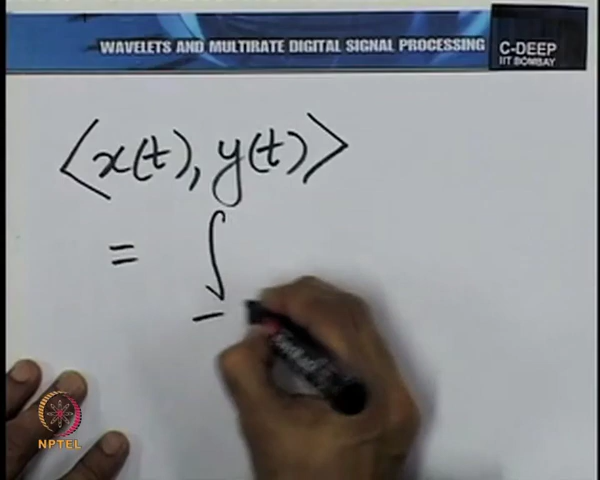 WAVELETS AND MULTIRATE DIGITAL SIGNAL PROCESSING
C-DEEP
IIT BOMBAY
⟨x(t), y(t)⟩
= ∫
−
NPTEL